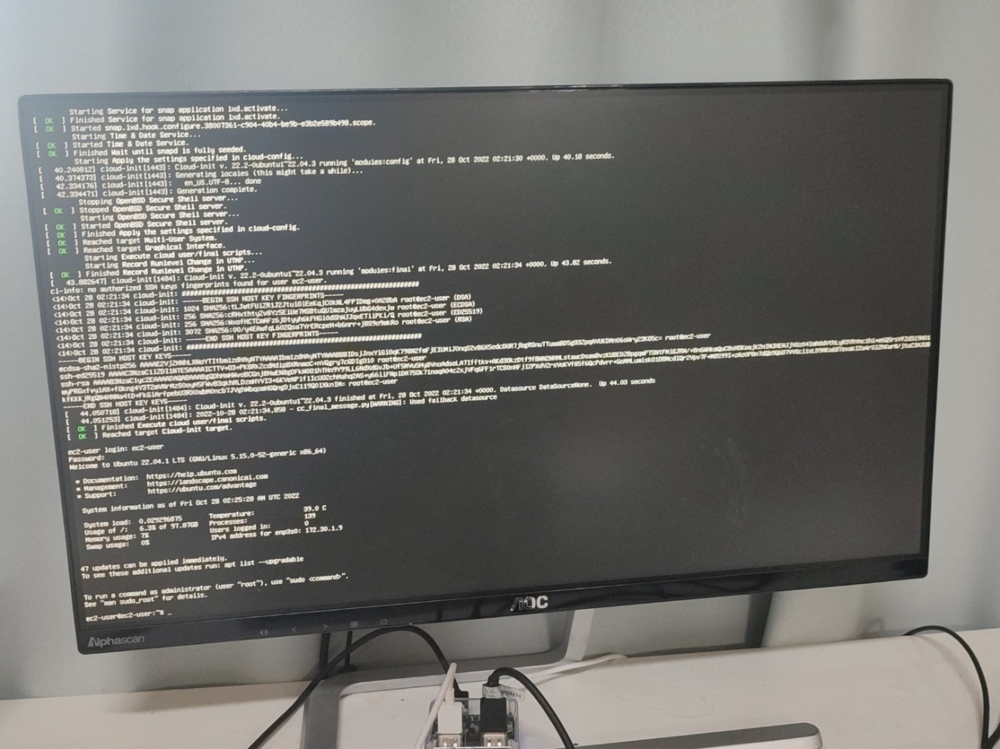 Starting Service for snap application lxd.activate...
[ OK ] Finished Service for snap application lxd.activate.
[ OK ] Started snap.lxd.hook.configure.38007361-c904-40b4-be9b-e3b2e589b498.scope.
Starting Time & Date Service...
[ OK ] Started Time & Date Service.
[ OK ] Finished Wait until snapd is fully seeded.
Starting Apply the settings specified in cloud-config...
[ 40.240812] cloud-init[1443]: Cloud-init v. 22.2-0ubuntu1~22.04.3 running 'modules:config' at Fri, 28 Oct 2022 02:21:30 +0000. Up 40.18 seconds.
[ 40.374373] cloud-init[1443]: Generating locales (this might take a while)...
[ 42.334176] cloud-init[1443]: en_US.UTF-8... done
[ 42.334471] cloud-init[1443]: Generation complete.
Stopping OpenBSD Secure Shell server...
[ OK ] Stopped OpenBSD Secure Shell server.
Starting OpenBSD Secure Shell server...
[ OK ] Started OpenBSD Secure Shell server.
[ OK ] Finished Apply the settings specified in cloud-config.
[ OK ] Reached target Multi-User System.
[ OK ] Reached target Graphical Interface.
Starting Execute cloud user/final scripts...
Starting Record Runlevel Change in UTMP...
[ OK ] Finished Record Runlevel Change in UTMP.
[ 43.882647] cloud-init[1484]: Cloud-init v. 22.2-0ubuntu1~22.04.3 running 'modules:final' at Fri, 28 Oct 2022 02:21:34 +0000. Up 43.82 seconds.
ci-info: no authorized SSH keys fingerprints found for user ec2-user.
<14>Oct 28 02:21:34 cloud-init:
<14>Oct 28 02:21:34 cloud-init: -----BEGIN SSH HOST KEY FINGERPRINTS-----
<14>Oct 28 02:21:34 cloud-init: 1024 root@ec2-user (DSA)
<14>Oct 28 02:21:34 cloud-init: 256 root@ec2-user (ECDSA)
<14>Oct 28 02:21:34 cloud-init: 256 root@ec2-user (ED25519)
<14>Oct 28 02:21:34 cloud-init: 3072 root@ec2-user (RSA)
<14>Oct 28 02:21:34 cloud-init: -----END SSH HOST KEY FINGERPRINTS-----
<14>Oct 28 02:21:34 cloud-init:
-----BEGIN SSH HOST KEY KEYS-----
ecdsa-sha2-nistp256 root@ec2-user
ssh-ed25519 root@ec2-user
ssh-rsa
root@ec2-user
-----END SSH HOST KEY KEYS-----
[ 44.050718] cloud-init[1484]: Cloud-init v. 22.2-0ubuntu1~22.04.3 finished at Fri, 28 Oct 2022 02:21:34 +0000. Datasource DataSourceNone. Up 44.03 seconds
[ 44.051253] cloud-init[1484]: 2022-10-28 02:21:34,858 - cc_final_message.py[WARNING]: Used fallback datasource
[ OK ] Finished Execute cloud user/final scripts.
[ OK ] Reached target Cloud-init target.
ec2-user login: ec2-user
Password:
Welcome to Ubuntu 22.04.1 LTS (GNU/Linux 5.15.0-52-generic x86_64)
* Documentation: https://help.ubuntu.com
* Management: https://landscape.canonical.com
* Support: https://ubuntu.com/advantage
System information as of Fri Oct 28 02:25:28 AM UTC 2022
System load: 0.029296875 Temperature: 39.0 C
Usage of /: 6.3% of 97.87GB Processes: 139
Memory usage: 7% Users logged in: 0
Swap usage: 0% IPv4 address for enp3s0: 172.30.1.9
47 updates can be applied immediately.
To see these additional updates run: apt list --upgradable
To run a command as administrator (user "root"), use "sudo <command>".
See "man sudo_root" for details.
ec2-user@ec2-user:~$ _
AOC
Alphascan